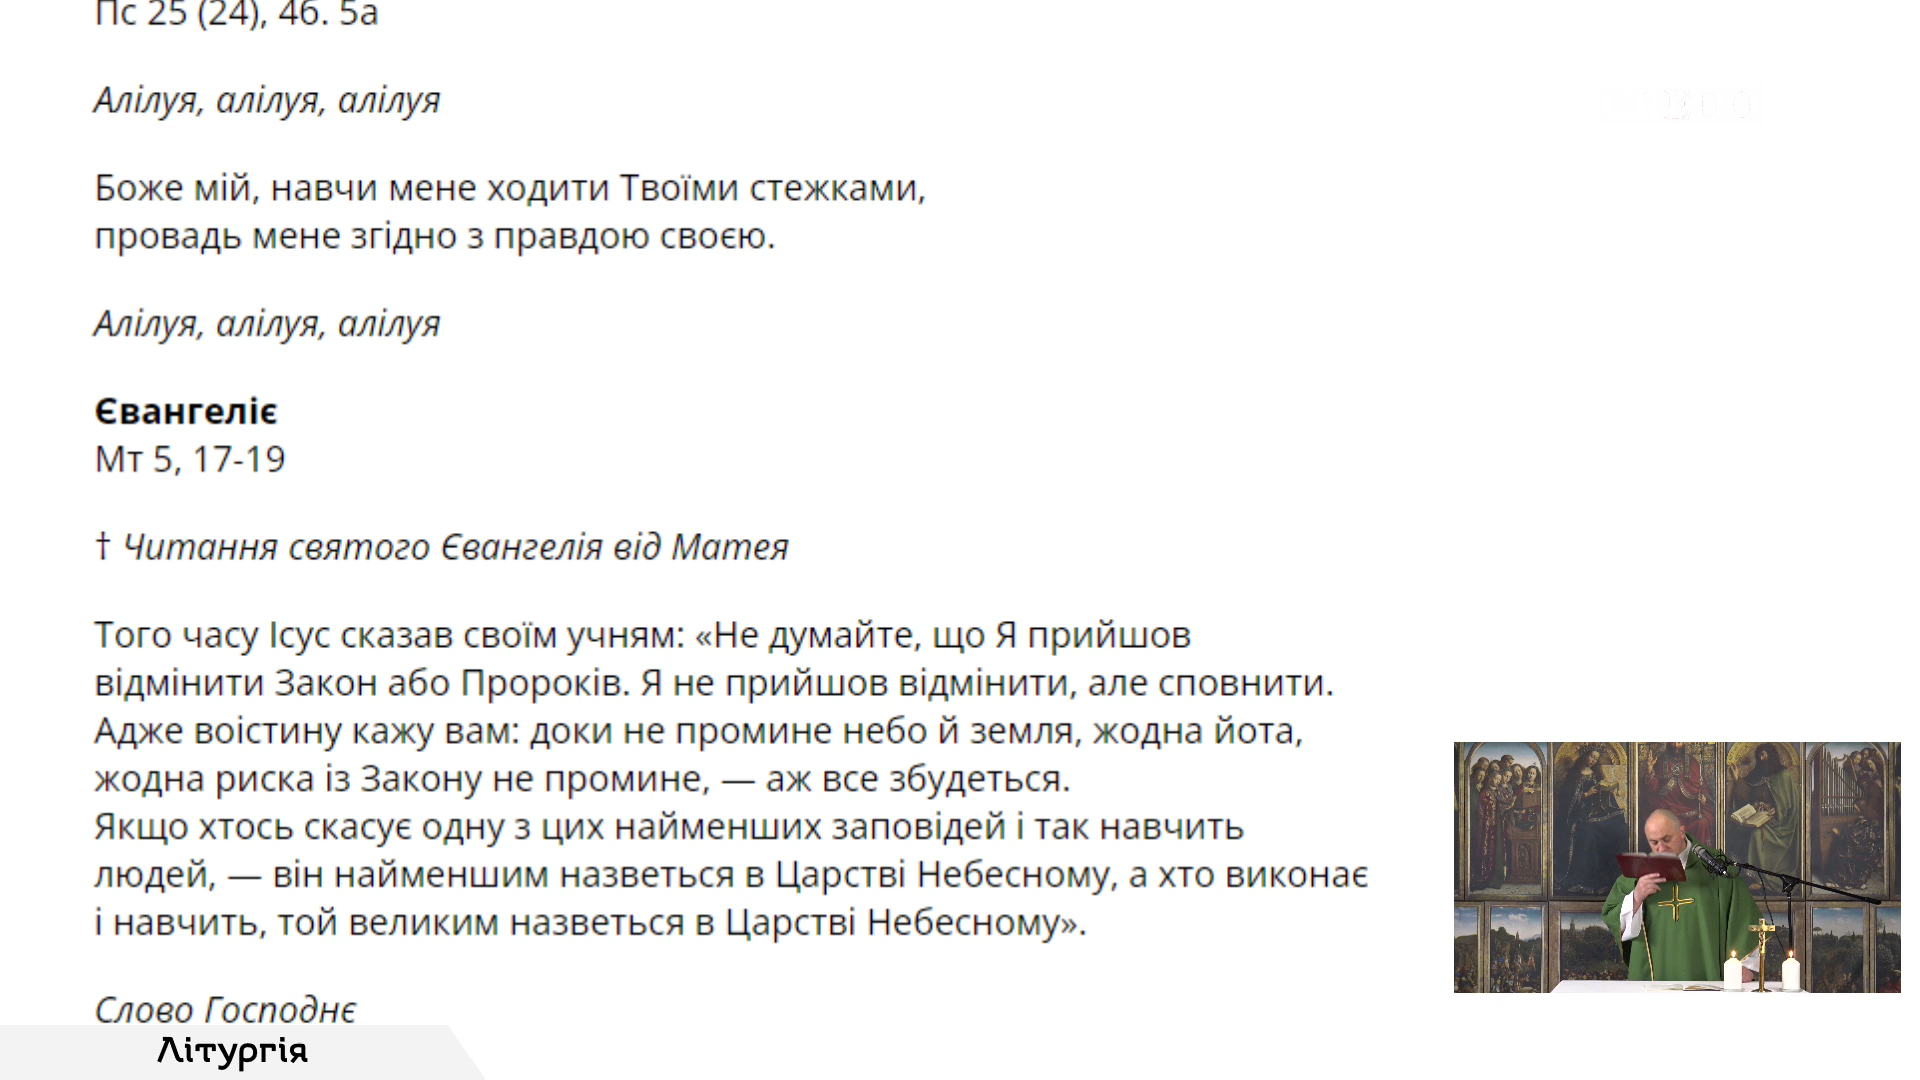 Пс 25 (24), 4б. 5а
Алілуя, алілуя, алілуя
Боже мій, навчи мене ходити Твоїми стежками,
провадь мене згідно з правдою своєю.
Алілуя, алілуя, алілуя
Євангеліє
Мт 5, 17-19
† Читання святого Євангелія від Матея
Того часу Ісус сказав своїм учням: «Не думайте, що Я прийшов
відмінити Закон або Пророків. Я не прийшов відмінити, але сповнити.
Адже воістину кажу вам: доки не промине небо й земля, жодна йота,
жодна риска із Закону не промине, — аж все збудеться.
Якщо хтось скасує одну з цих найменших заповідей і так навчить
людей, — він найменшим назветься в Царстві Небесному, а хто виконає
і навчить, той великим назветься в Царстві Небесному».
Слово Господнє
Літургія